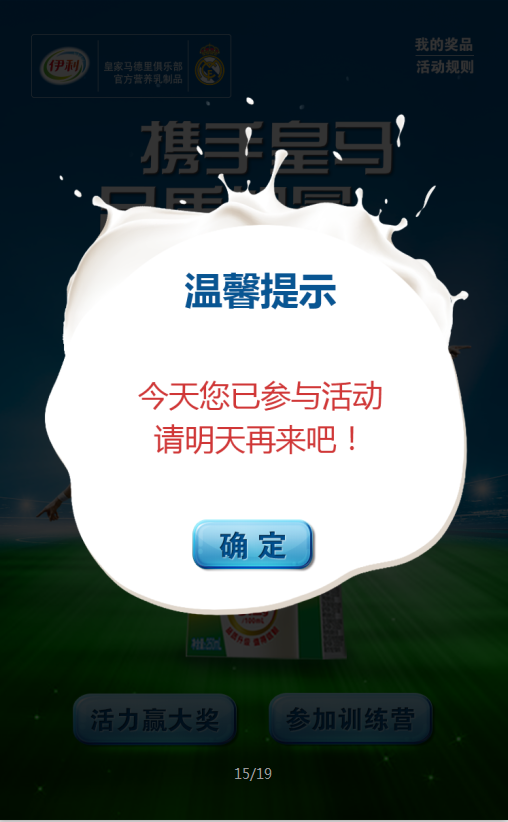 伊利
皇家马德里俱乐部
官方营养乳制品
我的奖品
活动规则
携手皇马
温馨提示
今天您已参与活动
请明天再来吧！
确定
活力赢大奖
参加训练营
15/19